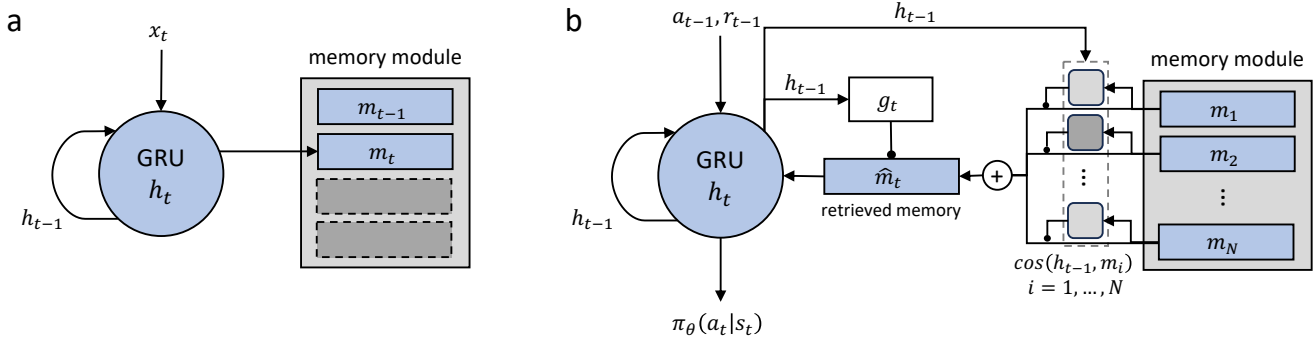 a
x_t
memory module
m_{t-1}
m_t
GRU
h_t
h_{t-1}
b
a_{t-1}, r_{t-1}
h_{t-1}
h_{t-1}
g_t
GRU
h_t
h_{t-1}
m̂_t
retrieved memory
+
memory module
m_1
m_2
⋮
m_N
⋯
cos(h_{t-1}, m_i)
i = 1, … , N
π_θ(a_t|s_t)